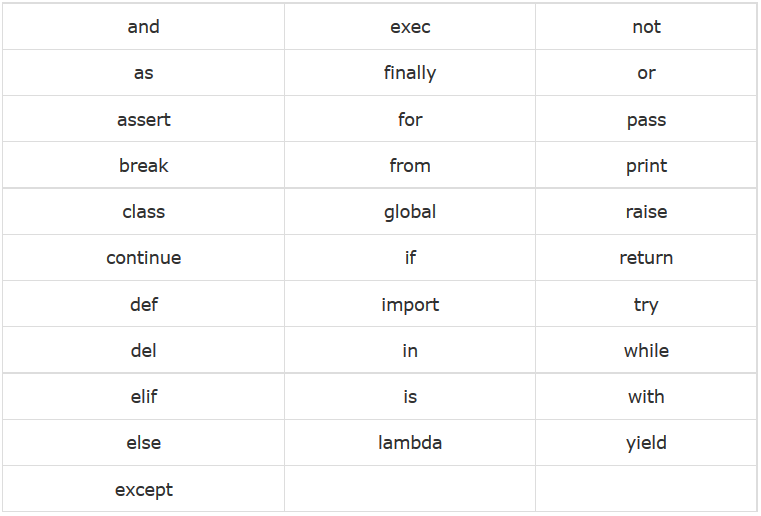 and exec not
as finally or
assert for pass
break from print
class global raise
continue if return
def import try
del in while
elif is with
else lambda yield
except